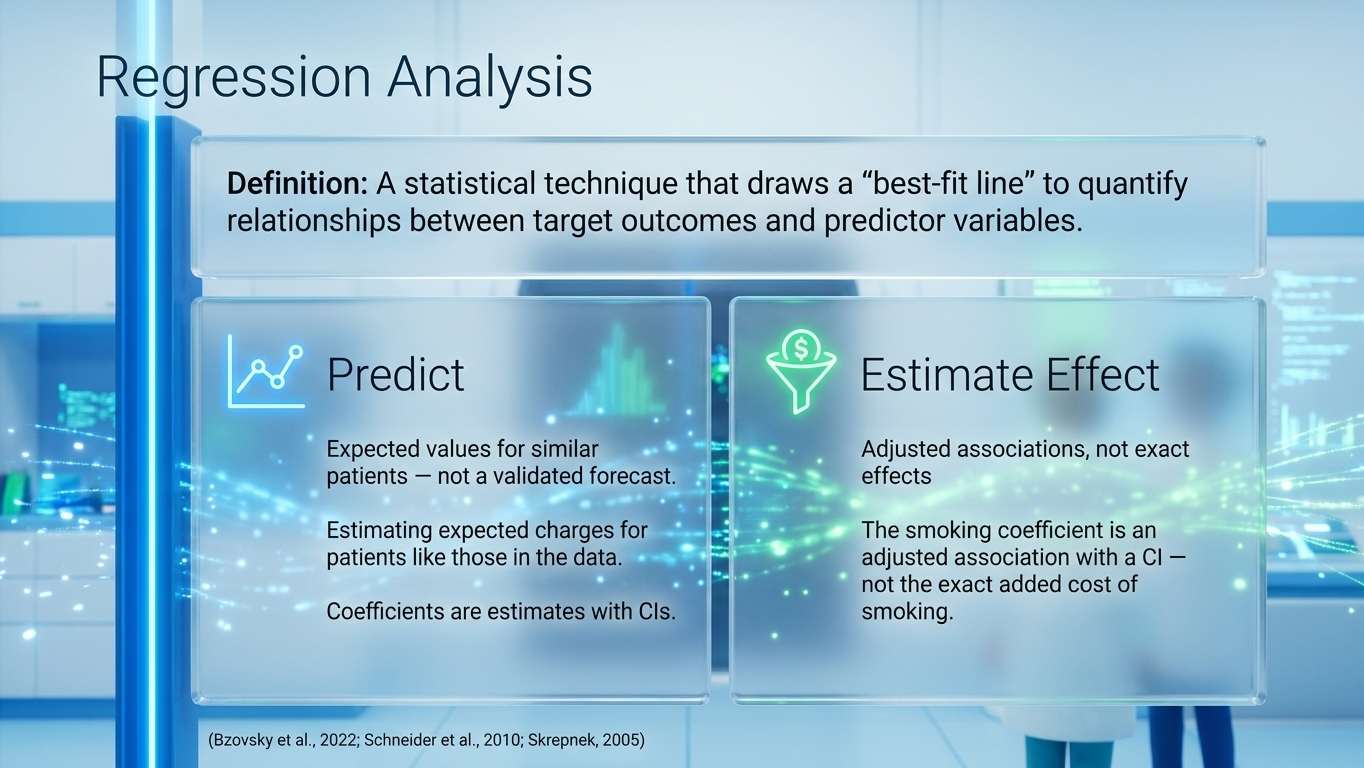 Regression Analysis
Definition: A statistical technique that draws a “best-fit line” to quantify
relationships between target outcomes and predictor variables.
Predict
Expected values for similar
patients — not a validated forecast.
Estimating expected charges for
patients like those in the data.
Coefficients are estimates with CIs.
$
Estimate Effect
Adjusted associations, not exact
effects
The smoking coefficient is an
adjusted association with a CI —
not the exact added cost of
smoking.
(Bzovsky et al., 2022; Schneider et al., 2010; Skrepnek, 2005)